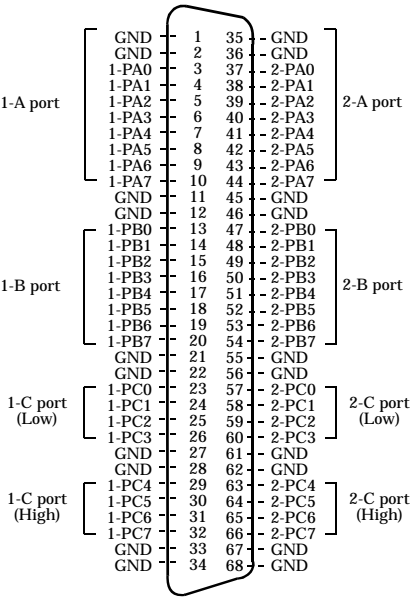 GND 1 35 GND
GND 2 36 GND
1-PA0 3 37 2-PA0
1-PA1 4 38 2-PA1
1-A port 1-PA2 5 39 2-PA2 2-A port
1-PA3 6 40 2-PA3
1-PA4 7 41 2-PA4
1-PA5 8 42 2-PA5
1-PA6 9 43 2-PA6
1-PA7 10 44 2-PA7
GND 11 45 GND
GND 12 46 GND
1-PB0 13 47 2-PB0
1-PB1 14 48 2-PB1
1-PB2 15 49 2-PB2
1-PB3 16 50 2-PB3
1-B port 1-PB4 17 51 2-PB4 2-B port
1-PB5 18 52 2-PB5
1-PB6 19 53 2-PB6
1-PB7 20 54 2-PB7
GND 21 55 GND
GND 22 56 GND
1-PC0 23 57 2-PC0
1-C port 1-PC1 24 58 2-PC1 2-C port
(Low) 1-PC2 25 59 2-PC2 (Low)
1-PC3 26 60 2-PC3
GND 27 61 GND
GND 28 62 GND
1-PC4 29 63 2-PC4
1-C port 1-PC5 30 64 2-PC5 2-C port
(High) 1-PC6 31 65 2-PC6 (High)
1-PC7 32 66 2-PC7
GND 33 67 GND
GND 34 68 GND